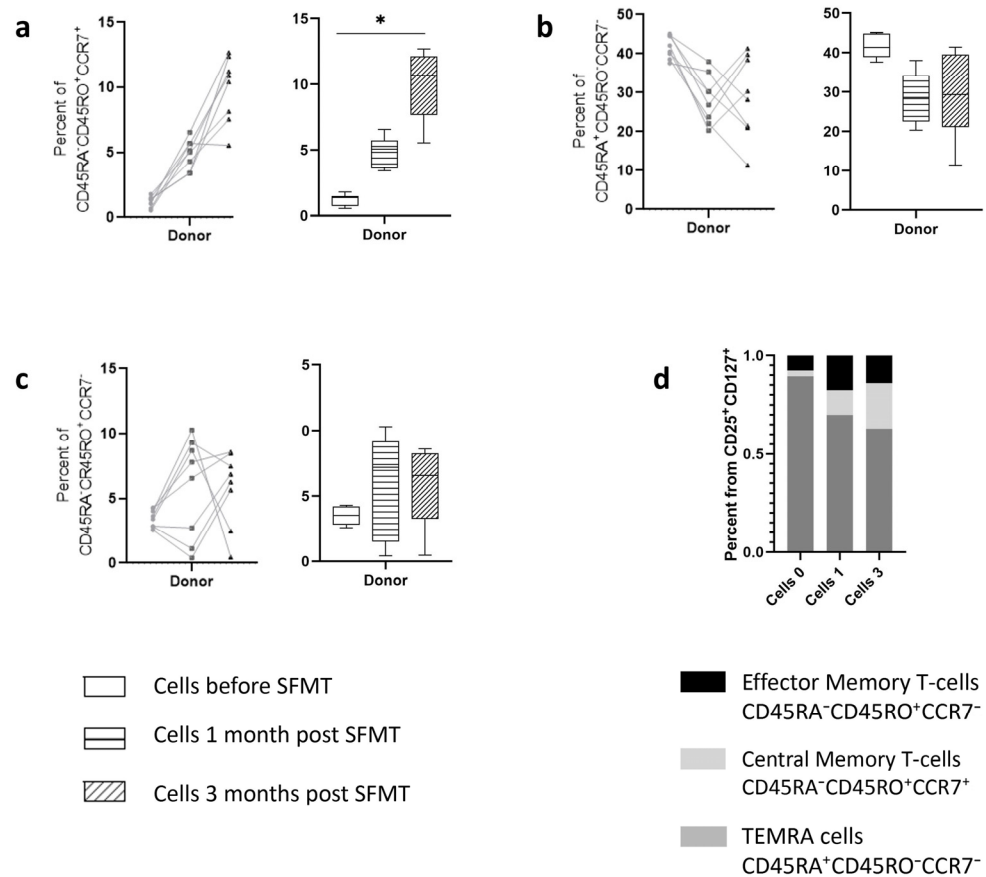 a
Percent of
CD45RA⁻CD45RO⁺CCR7⁺
15
10
5
0
Donor
15
10
5
0
*
Donor
b
Percent of
CD45RA⁺CD45RO⁻CCR7⁻
50
40
30
20
10
0
Donor
50
40
30
20
10
0
Donor
c
Percent of
CD45RA⁻CR45RO⁺CCR7⁻
15
10
5
0
Donor
5
0
5
0
Donor
d
Percent from CD25⁺CD127⁺
1.0
0.5
0.0
Cells 0
Cells 1
Cells 3
Cells before SFMT
Cells 1 month post SFMT
Cells 3 months post SFMT
Effector Memory T-cells
CD45RA⁻CD45RO⁺CCR7⁻
Central Memory T-cells
CD45RA⁻CD45RO⁺CCR7⁺
TEMRA cells
CD45RA⁺CD45RO⁻CCR7⁻